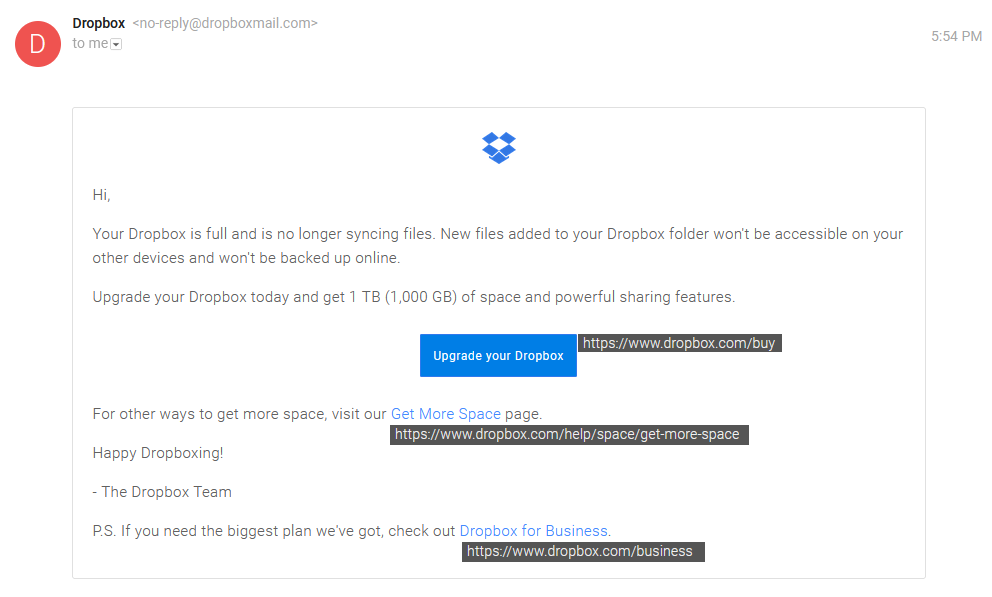 D
Dropbox <no-reply@dropboxmail.com>
to me
5:54 PM
Hi,
Your Dropbox is full and is no longer syncing files. New files added to your Dropbox folder won't be accessible on your
other devices and won't be backed up online.
Upgrade your Dropbox today and get 1 TB (1,000 GB) of space and powerful sharing features.
Upgrade your Dropbox
https://www.dropbox.com/buy
For other ways to get more space, visit our Get More Space page.
https://www.dropbox.com/help/space/get-more-space
Happy Dropboxing!
- The Dropbox Team
P.S. If you need the biggest plan we've got, check out Dropbox for Business.
https://www.dropbox.com/business